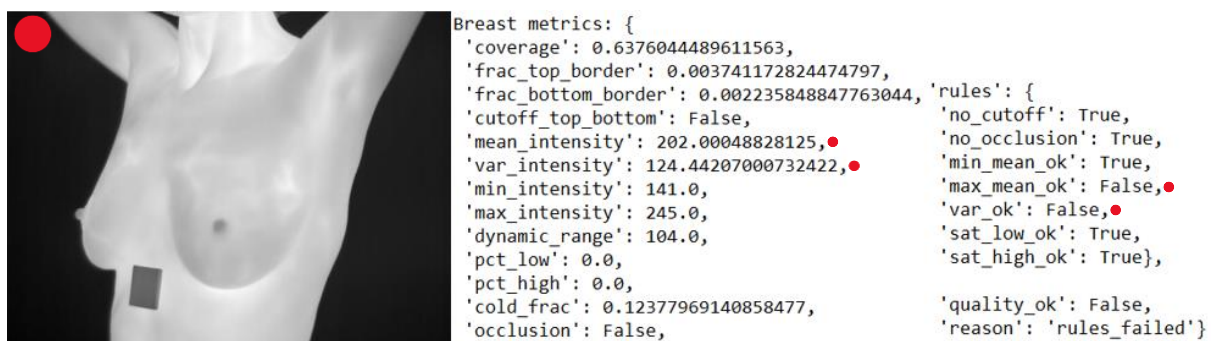 Breast metrics: {
'coverage': 0.6376044489611563,
'frac_top_border': 0.003741172824474797,
'frac_bottom_border': 0.002235848847763044,
'cutoff_top_bottom': False,
'mean_intensity': 202.00048828125,
'var_intensity': 124.44207000732422,
'min_intensity': 141.0,
'max_intensity': 245.0,
'dynamic_range': 104.0,
'pct_low': 0.0,
'pct_high': 0.0,
'cold_frac': 0.12377969140858477,
'occlusion': False,
'rules': {
'no_cutoff': True,
'no_occlusion': True,
'min_mean_ok': True,
'max_mean_ok': False,
'var_ok': False,
'sat_low_ok': True,
'sat_high_ok': True},
'quality_ok': False,
'reason': 'rules_failed'}